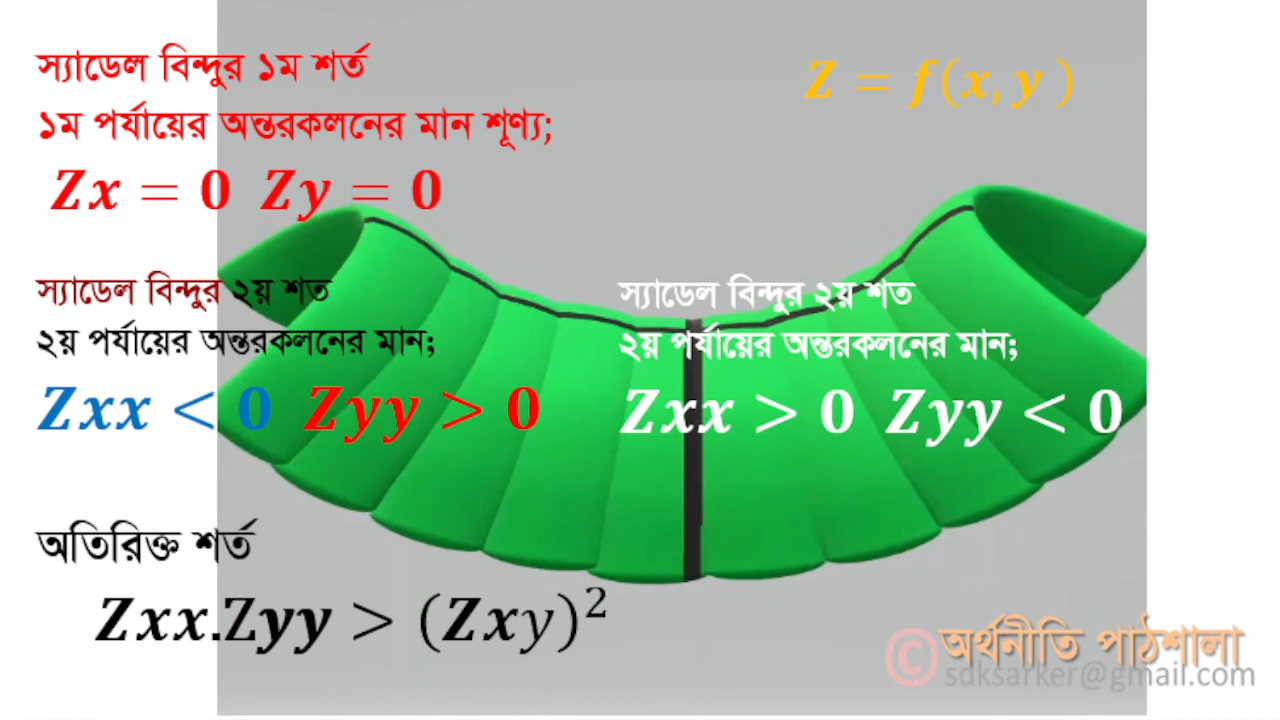 স্যাডেল বিন্দুর ১ম শর্ত
১ম পর্যায়ের অন্তরকলনের মান শূণ্য;
Zx = 0 Zy = 0
Z = f(x, y )
স্যাডেল বিন্দুর ২য় শত
২য় পর্যায়ের অন্তরকলনের মান;
Zxx < 0 Zyy > 0
স্যাডেল বিন্দুর ২য় শত
২য় পর্যায়ের অন্তরকলনের মান;
Zxx > 0 Zyy < 0
অতিরিক্ত শর্ত
Zxx.Zyy > (Zxy)²
© অর্থনীতি পাঠশালা
sdksarker@gmail.com